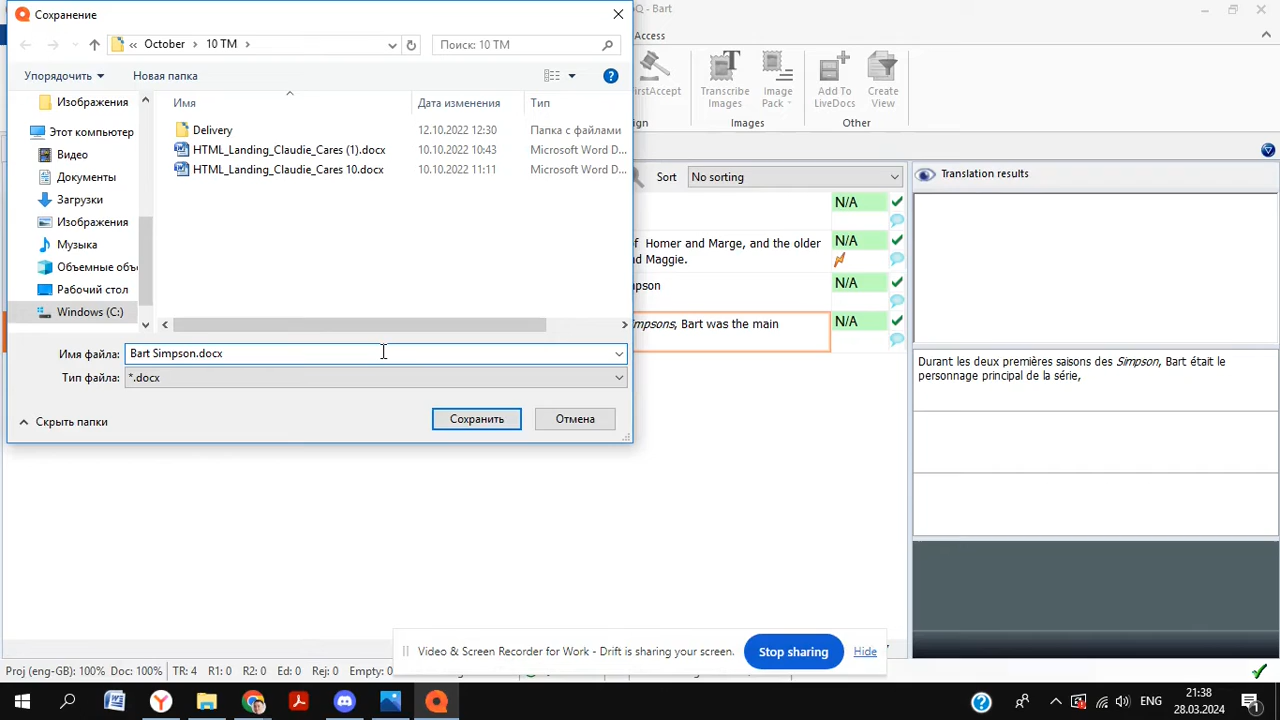 Сохранение
Q - Bart
« October › 10 TM ›
Поиск: 10 TM
Access
Упорядочить
Новая папка
Изображения
Этот компьютер
Видео
Документы
Загрузки
Изображения
Музыка
Объемные объ
Рабочий стол
Windows (C:)
Имя
Дата изменения
Тип
Delivery
12.10.2022 12:30
Папка с файлами
HTML_Landing_Claudie_Cares (1).docx
10.10.2022 10:43
Microsoft Word D...
HTML_Landing_Claudie_Cares 10.docx
10.10.2022 11:11
Microsoft Word D...
Имя файла:
Bart Simpson.docx
Тип файла:
*.docx
Скрыть папки
Сохранить
Отмена
Transcribe
Images
Image
Pack
Images
Add To
LiveDocs
Create
View
Other
Sort
No sorting
N/A
of Homer and Marge, and the older
Maggie.
N/A
N/A
, Bart was the main
N/A
Translation results
Durant les deux premières saisons des Simpson, Bart était le
personnage principal de la série,
Video & Screen Recorder for Work - Drift is sharing your screen.
Stop sharing
Hide
Proj (eng-GB): 100%
Doc: 100%
TR: 4
R1: 0
R2: 0
Ed: 0
Rej: 0
Empty:
ENG
21:38
28.03.2024
1